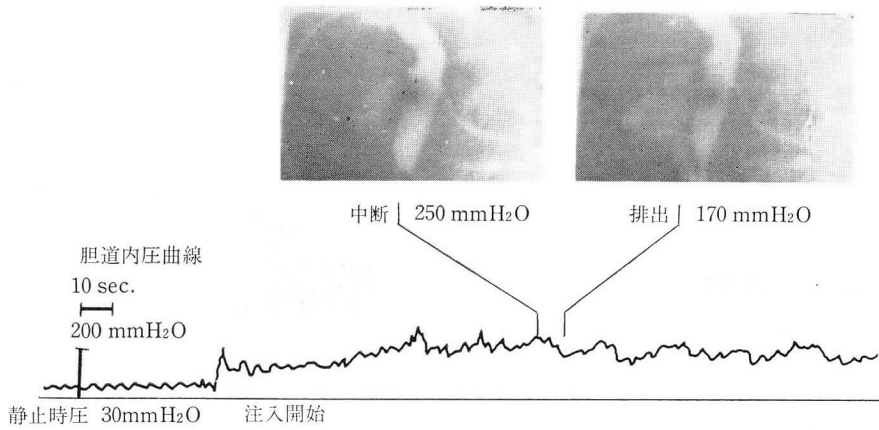 中断 250 mmH₂O
排出 170 mmH₂O
胆道内圧曲線
10 sec.
200 mmH₂O
静止時圧 30mmH₂O 注入開始